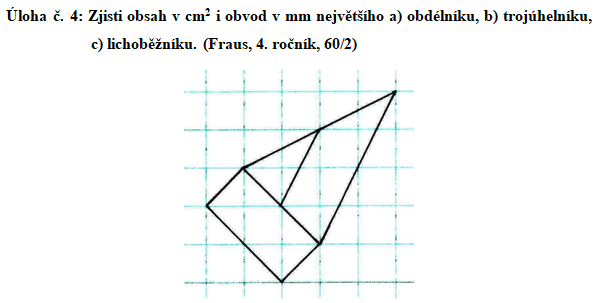 Úloha č. 4: Zjisti obsah v cm² i obvod v mm největšího a) obdélníku, b) trojúhelníku,
c) lichoběžníku. (Fraus, 4. ročník, 60/2)